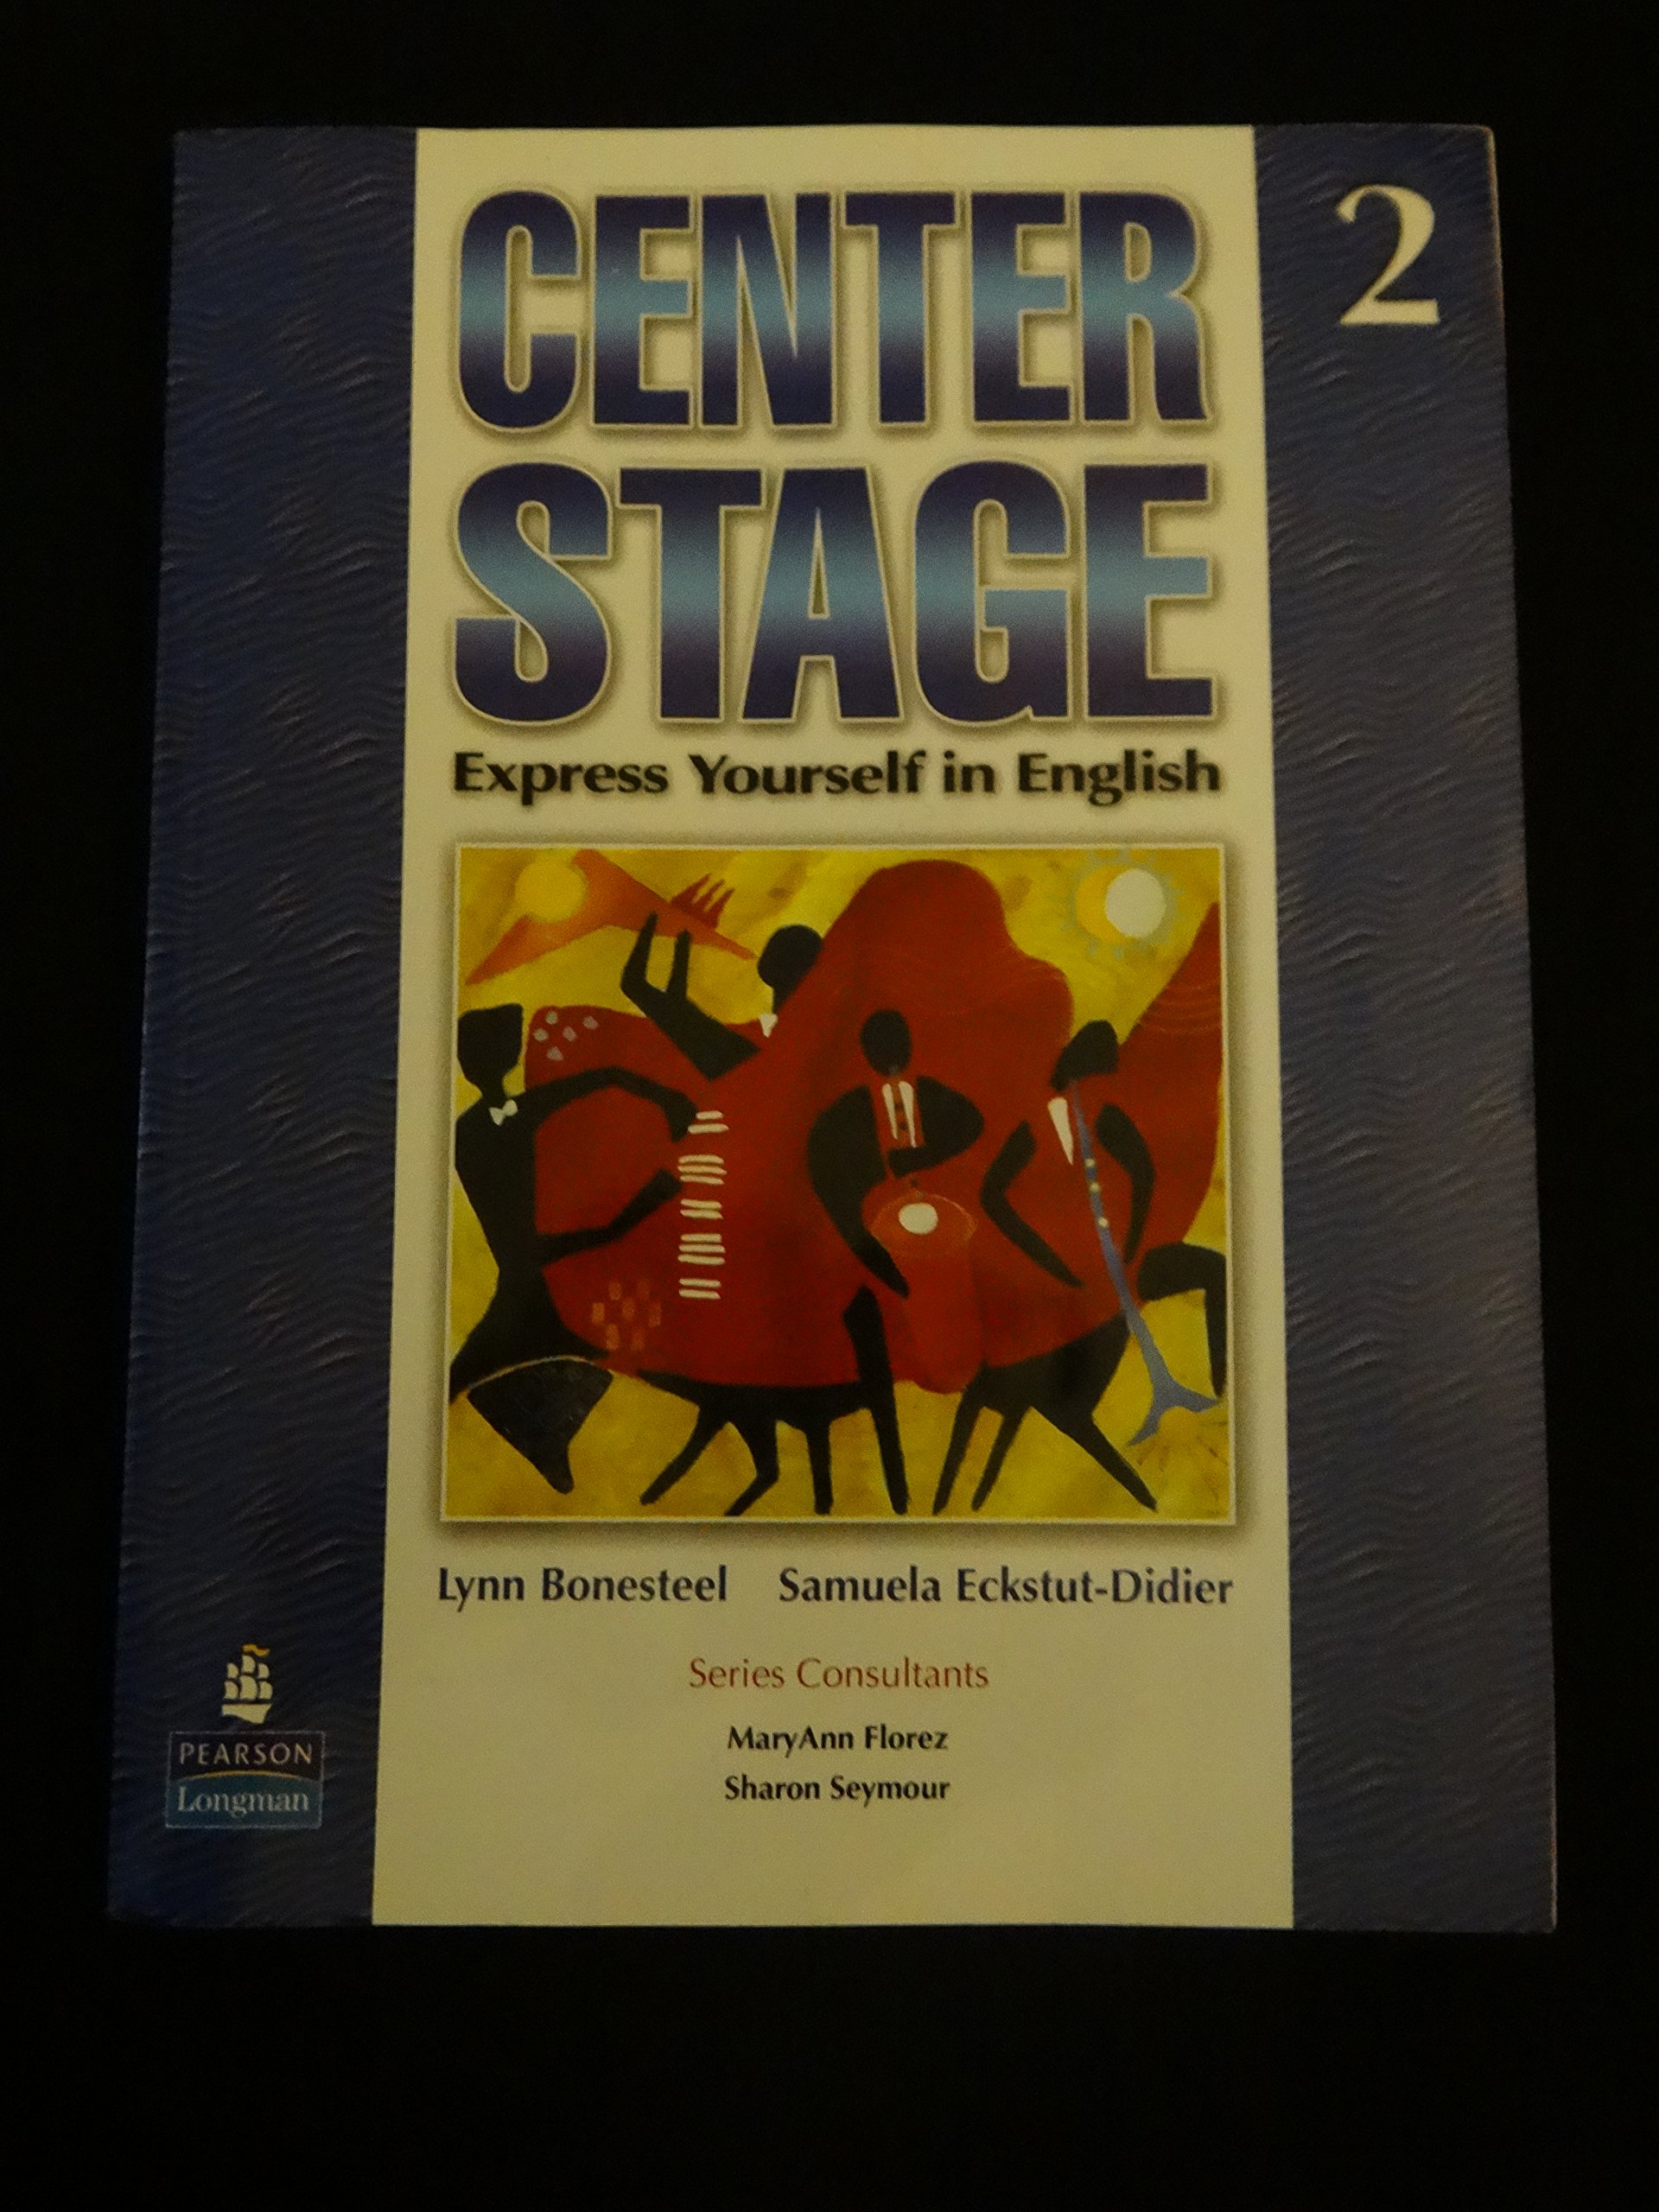 CENTER
STAGE
2
Express Yourself in English
Lynn Bonesteel Samuela Eckstut-Didier
Series Consultants
MaryAnn Florez
Sharon Seymour
PEARSON
Longman